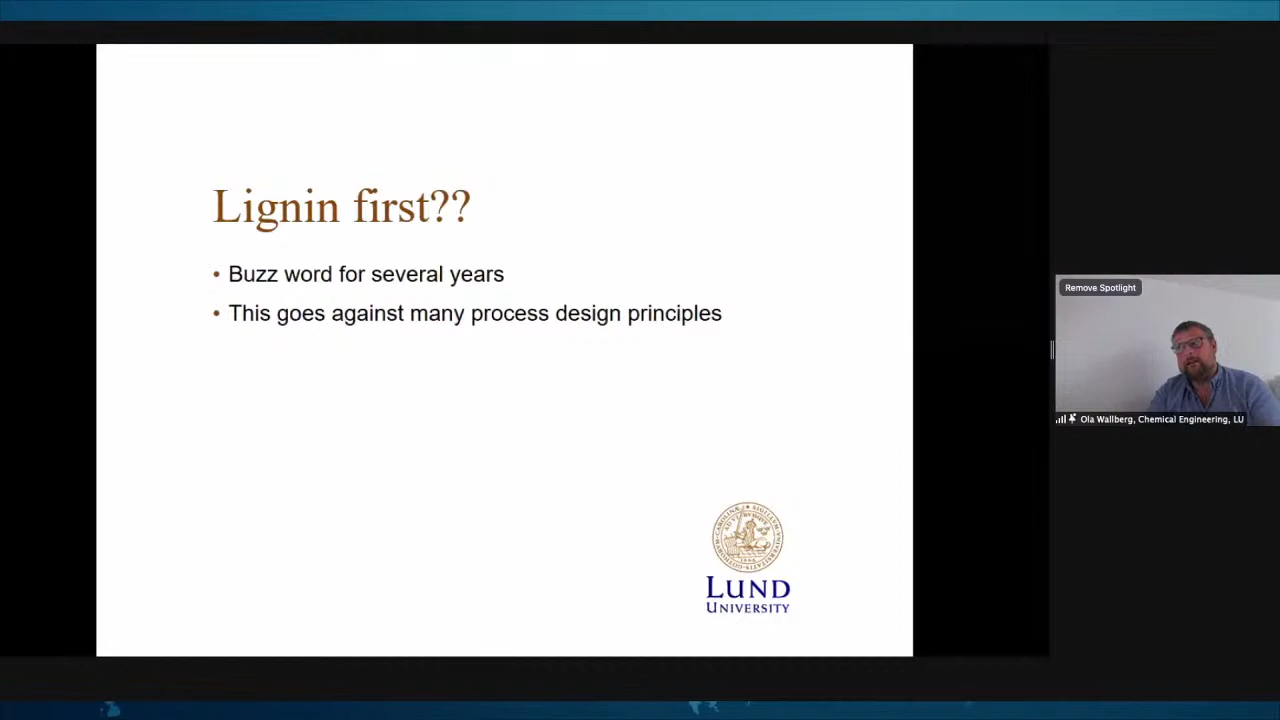 Lignin first??
• Buzz word for several years
• This goes against many process design principles
Remove Spotlight
Ola Wallberg, Chemical Engineering, LU
LUND
UNIVERSITY